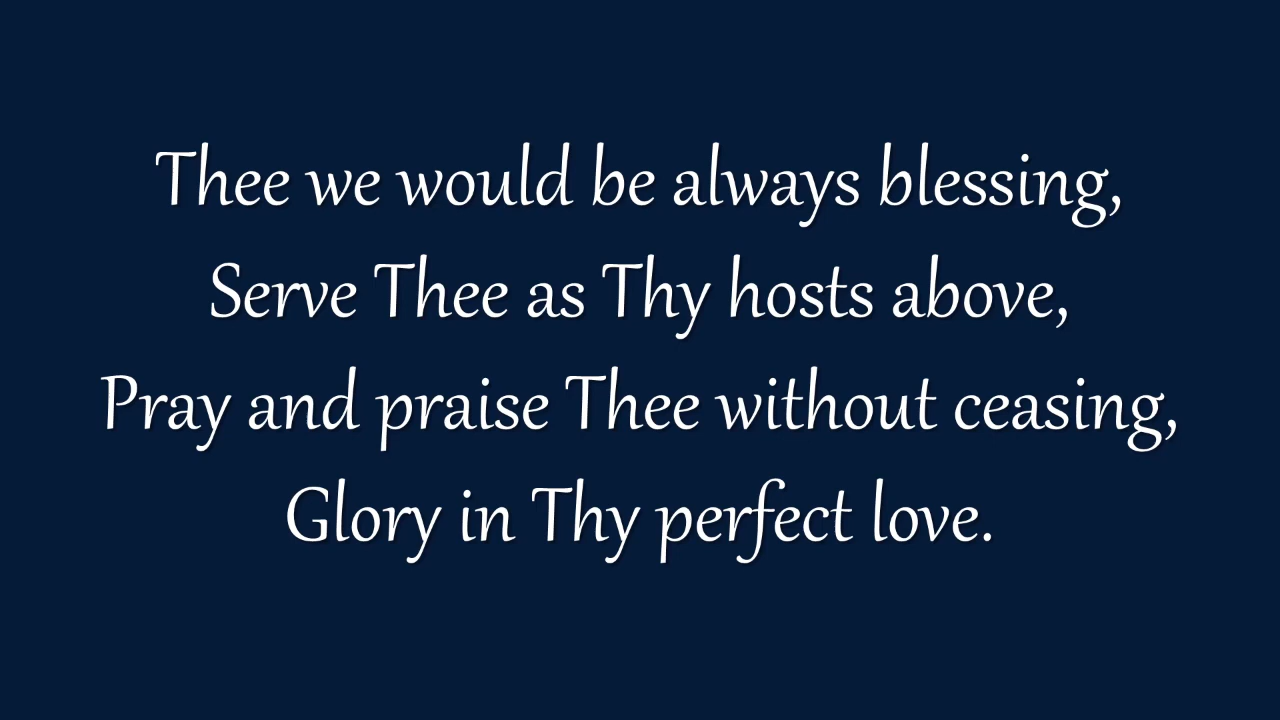 Thee we would be always blessing,
Serve Thee as Thy hosts above,
Pray and praise Thee without ceasing,
Glory in Thy perfect love.